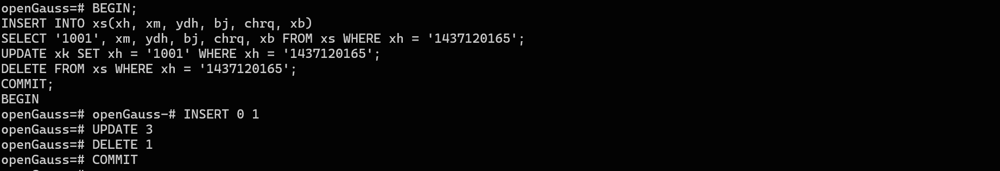 openGauss=# BEGIN;
INSERT INTO xs(xh, xm, ydh, bj, chrq, xb)
SELECT '1001', xm, ydh, bj, chrq, xb FROM xs WHERE xh = '1437120165';
UPDATE xk SET xh = '1001' WHERE xh = '1437120165';
DELETE FROM xs WHERE xh = '1437120165';
COMMIT;
BEGIN
openGauss=# openGauss-# INSERT 0 1
openGauss=# UPDATE 3
openGauss=# DELETE 1
openGauss=# COMMIT